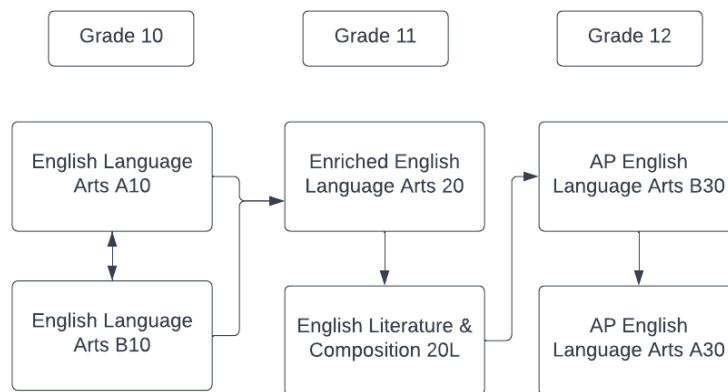 Grade 10
Grade 11
Grade 12
English Language
Arts A10
Enriched English
Language Arts 20
AP English
Language Arts B30
English Language
Arts B10
English Literature &
Composition 20L
AP English
Language Arts A30